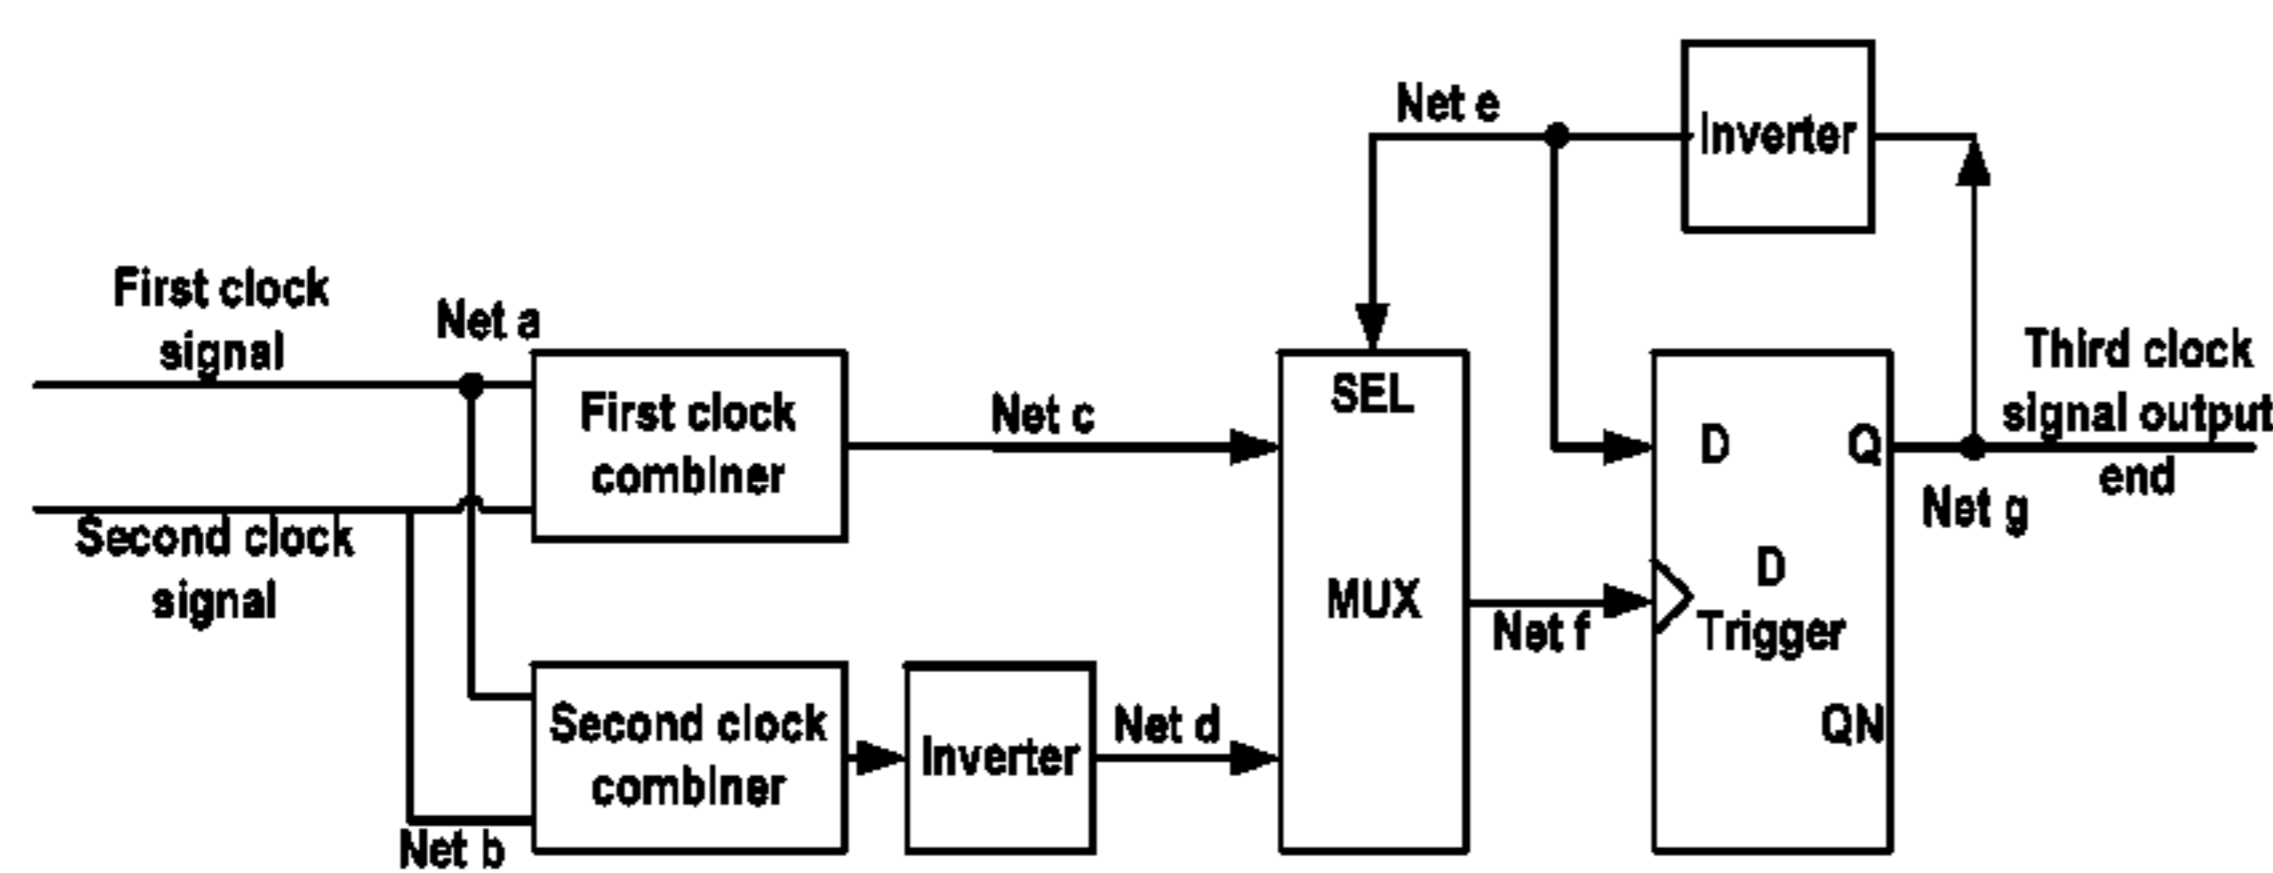 Net e
Inverter
First clock
signal
Net a
First clock
combiner
Net c
SEL
MUX
D
Q
Third clock
signal output
end
Net g
Second clock
signal
D
Trigger
Net f
QN
Second clock
combiner
Inverter
Net d
Net b